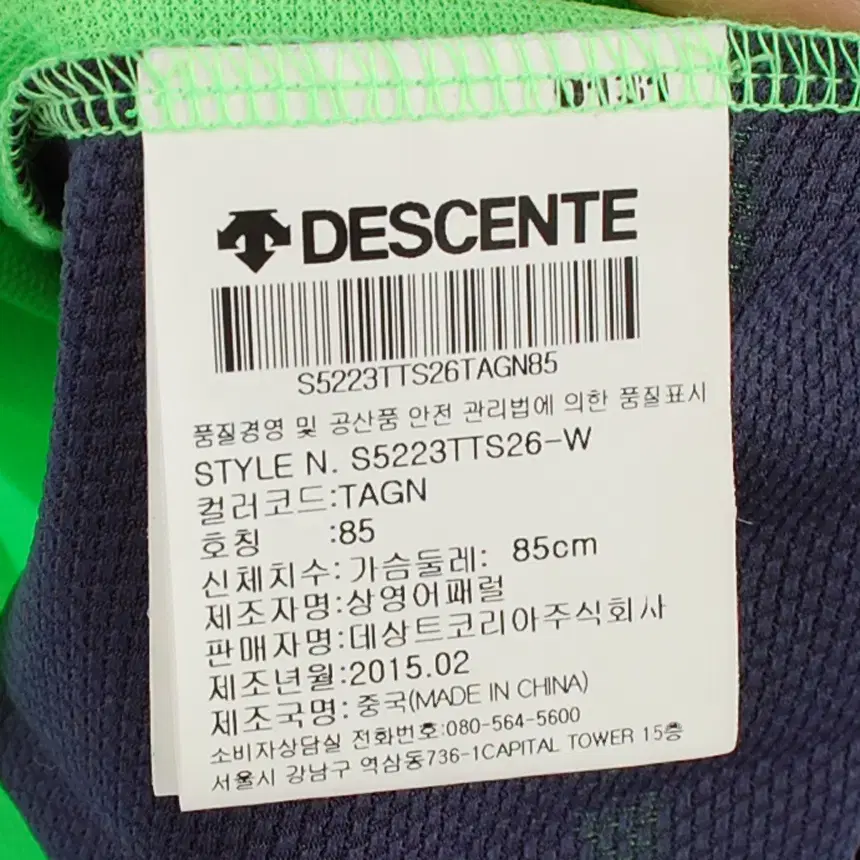 DESCENTE
S5223TTS26TAGN85
품질경영 및 공산품 안전 관리법에 의한 품질표시
STYLE N. S5223TTS26-W
컬러코드:TAGN
호칭 :85
신체치수: 가슴둘레: 85cm
제조자명:상영어패럴
판매자명:데상트코리아주식회사
제조년월:2015.02
제조국명: 중국(MADE IN CHINA)
소비자상담실 전화번호:080-564-5600
서울시 강남구 역삼동736-1CAPITAL TOWER 15층